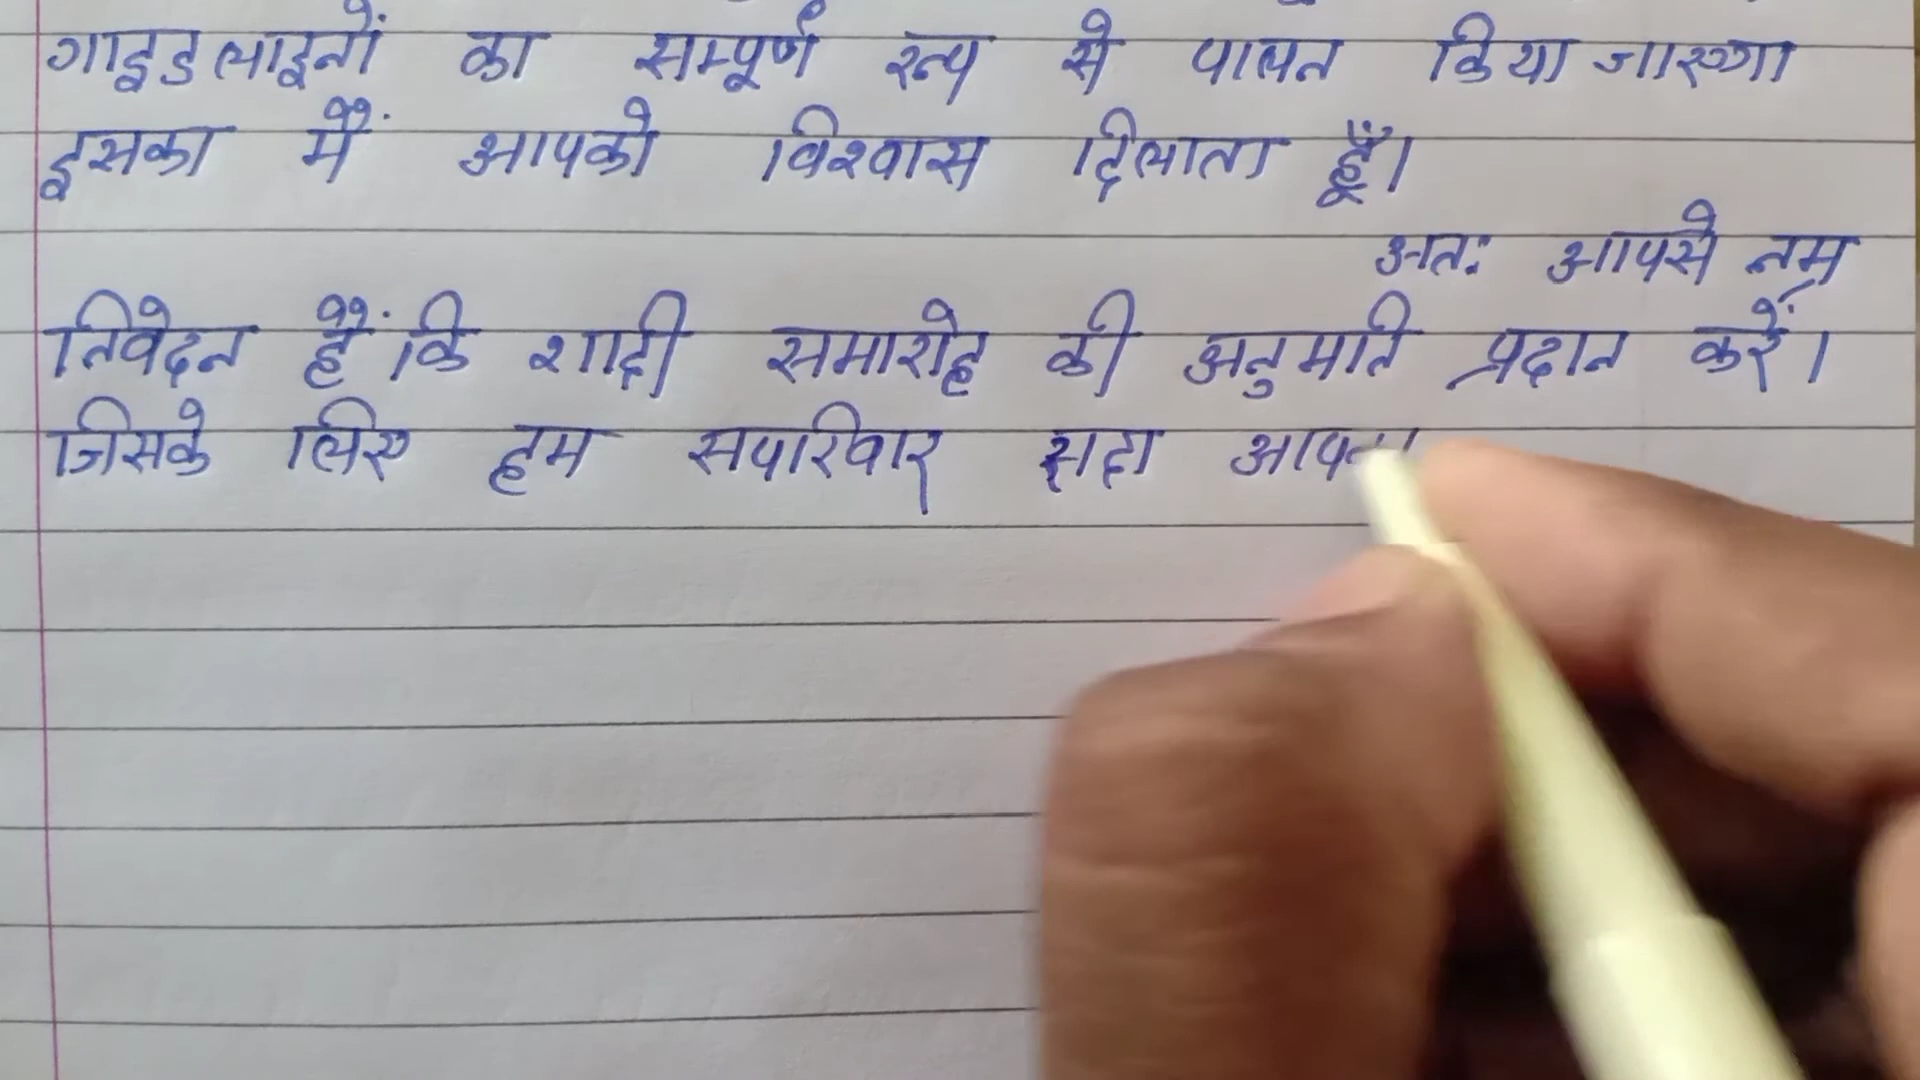 गाइडलाइनों का सम्पूर्ण रूप से पालन किया जाएगा
इसका मैं आपको विश्वास दिलाता हूँ।
अतः आपसे नम्र
निवेदन हैं कि शादी समारोह की अनुमति प्रदान करें।
जिसके लिए हम सपरिवार सदा